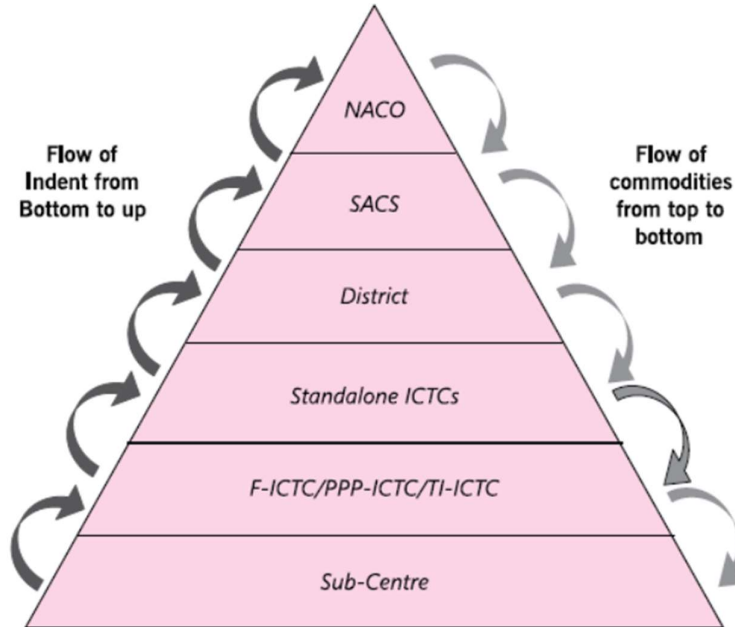 NACO
Flow of
Indent from
Bottom to up
Flow of
commodities
from top to
bottom
SACS
District
Standalone ICTCs
F-ICTC/PPP-ICTC/TI-ICTC
Sub-Centre